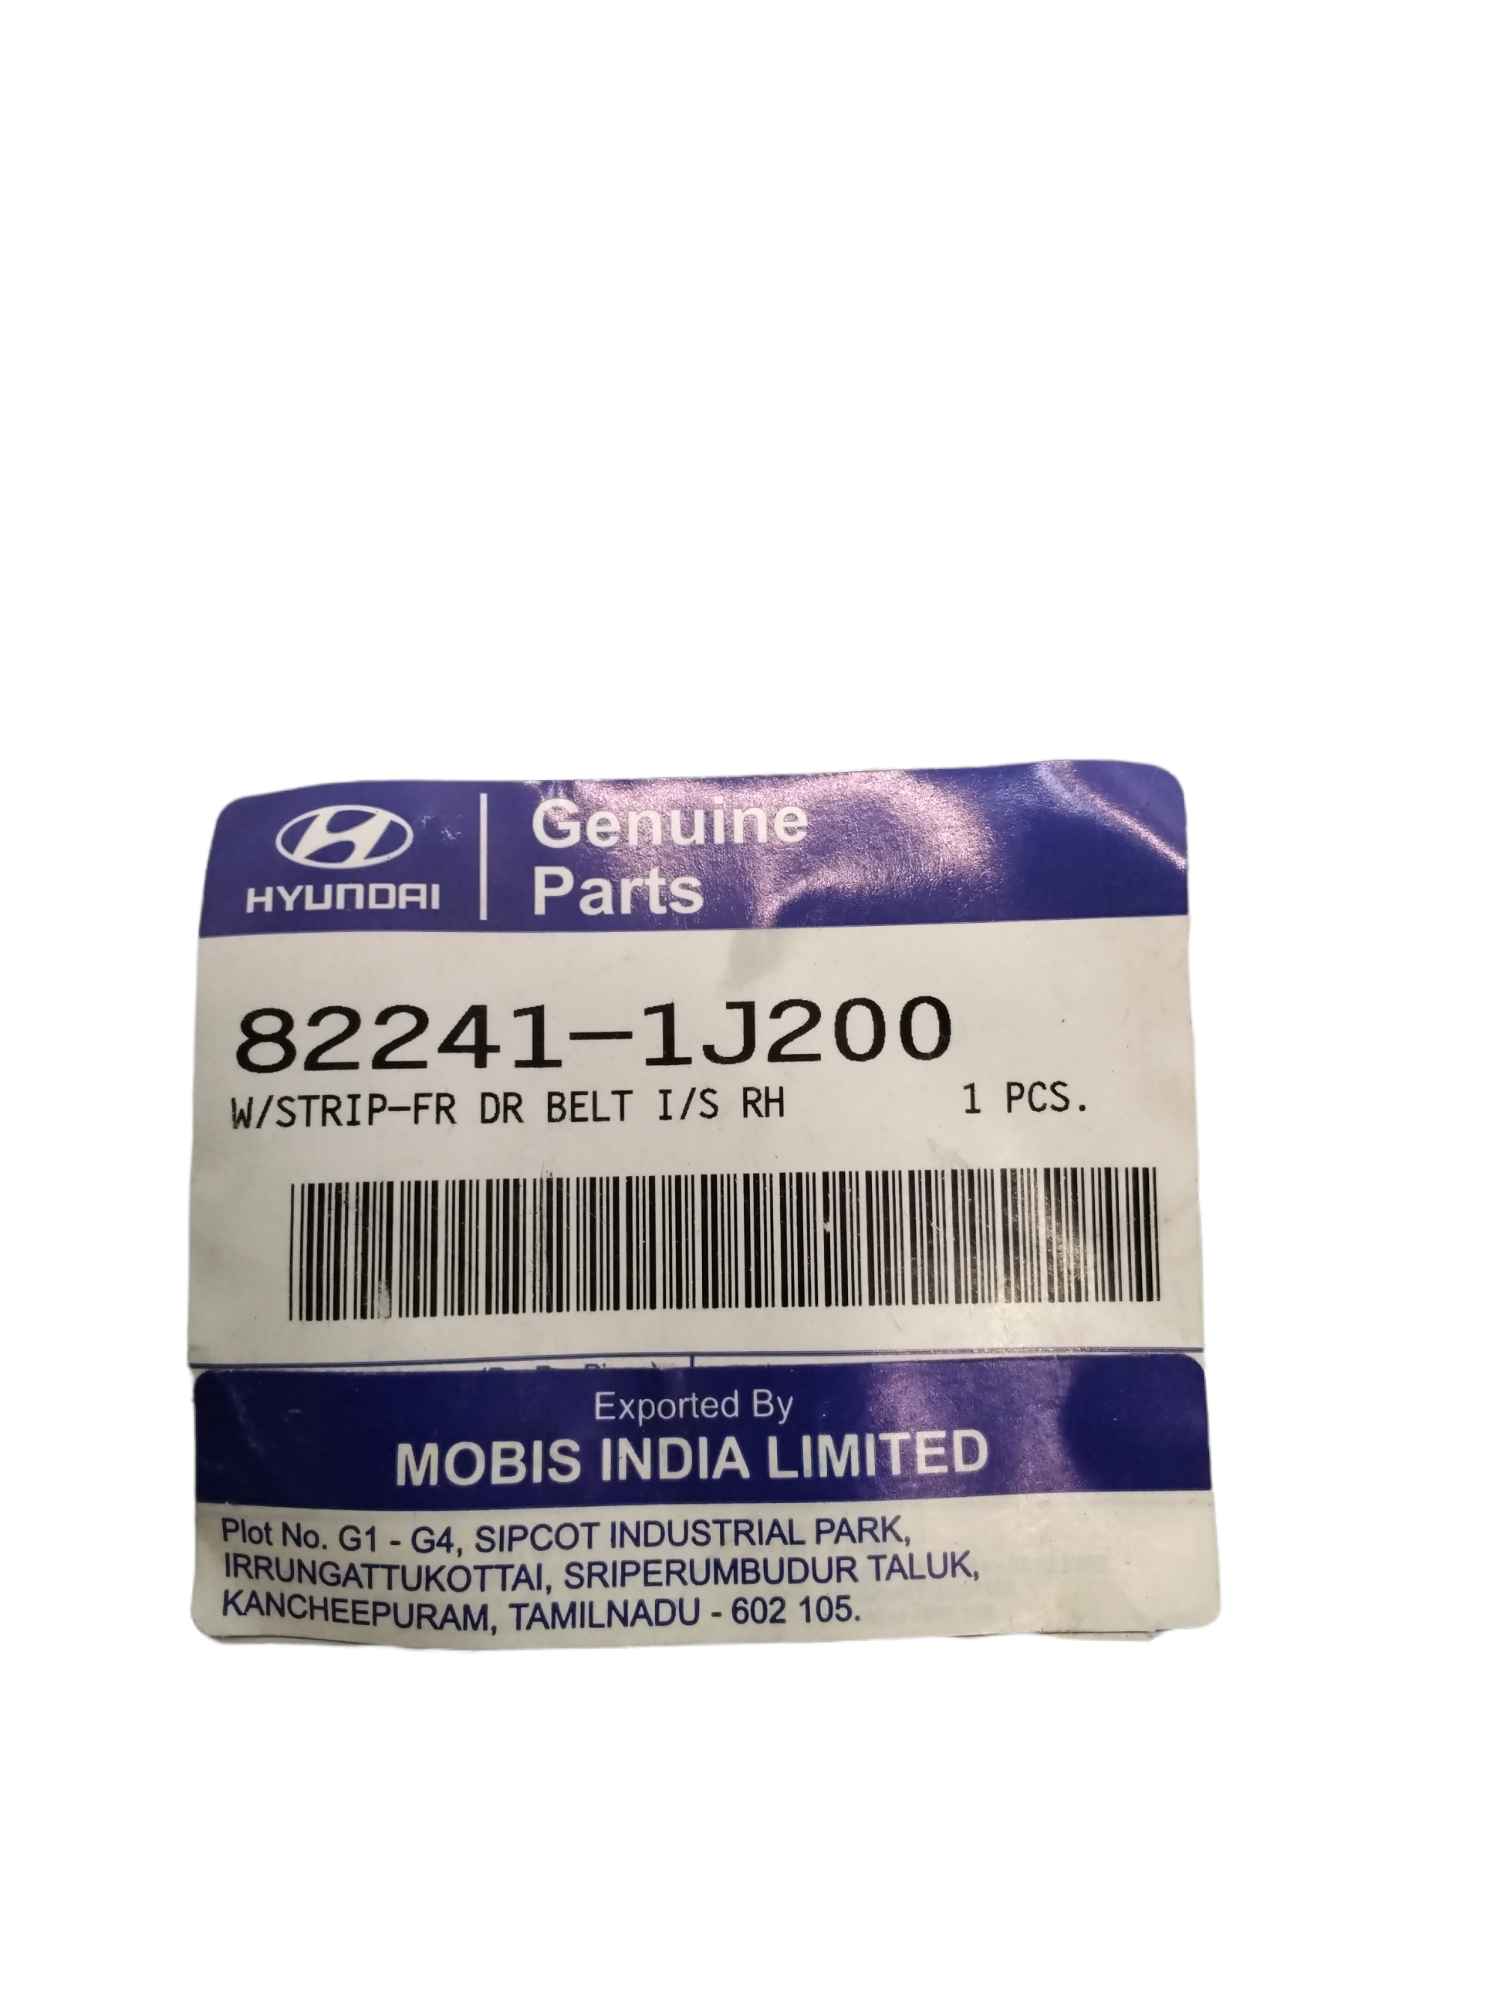 HYUNDAI
Genuine
Parts
82241-1J200
W/STRIP-FR DR BELT I/S RH 1 PCS.
Exported By
MOBIS INDIA LIMITED
Plot No. G1 - G4, SIPCOT INDUSTRIAL PARK,
IRRUNGATTUKOTTAI, SRIPERUMBUDUR TALUK,
KANCHEEPURAM, TAMILNADU - 602 105.